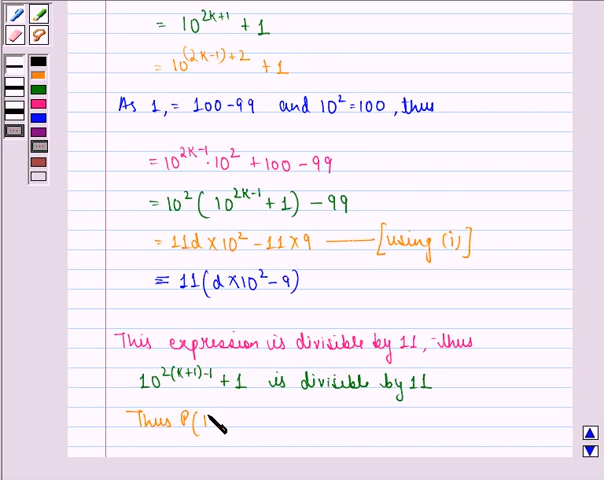 = 10^{2K+1} + 1
= 10^{(2K-1)+2} + 1
As 1, = 100-99 and 10^2 = 100, thus
= 10^{2K-1} · 10^2 + 100 - 99
= 10^2 ( 10^{2K-1} + 1 ) - 99
= 11d × 10^2 - 11 × 9 —— [using (i)]
= 11 (d × 10^2 - 9)
This expression is divisible by 11, thus
10^{2(K+1)-1} + 1 is divisible by 11
Thus P(